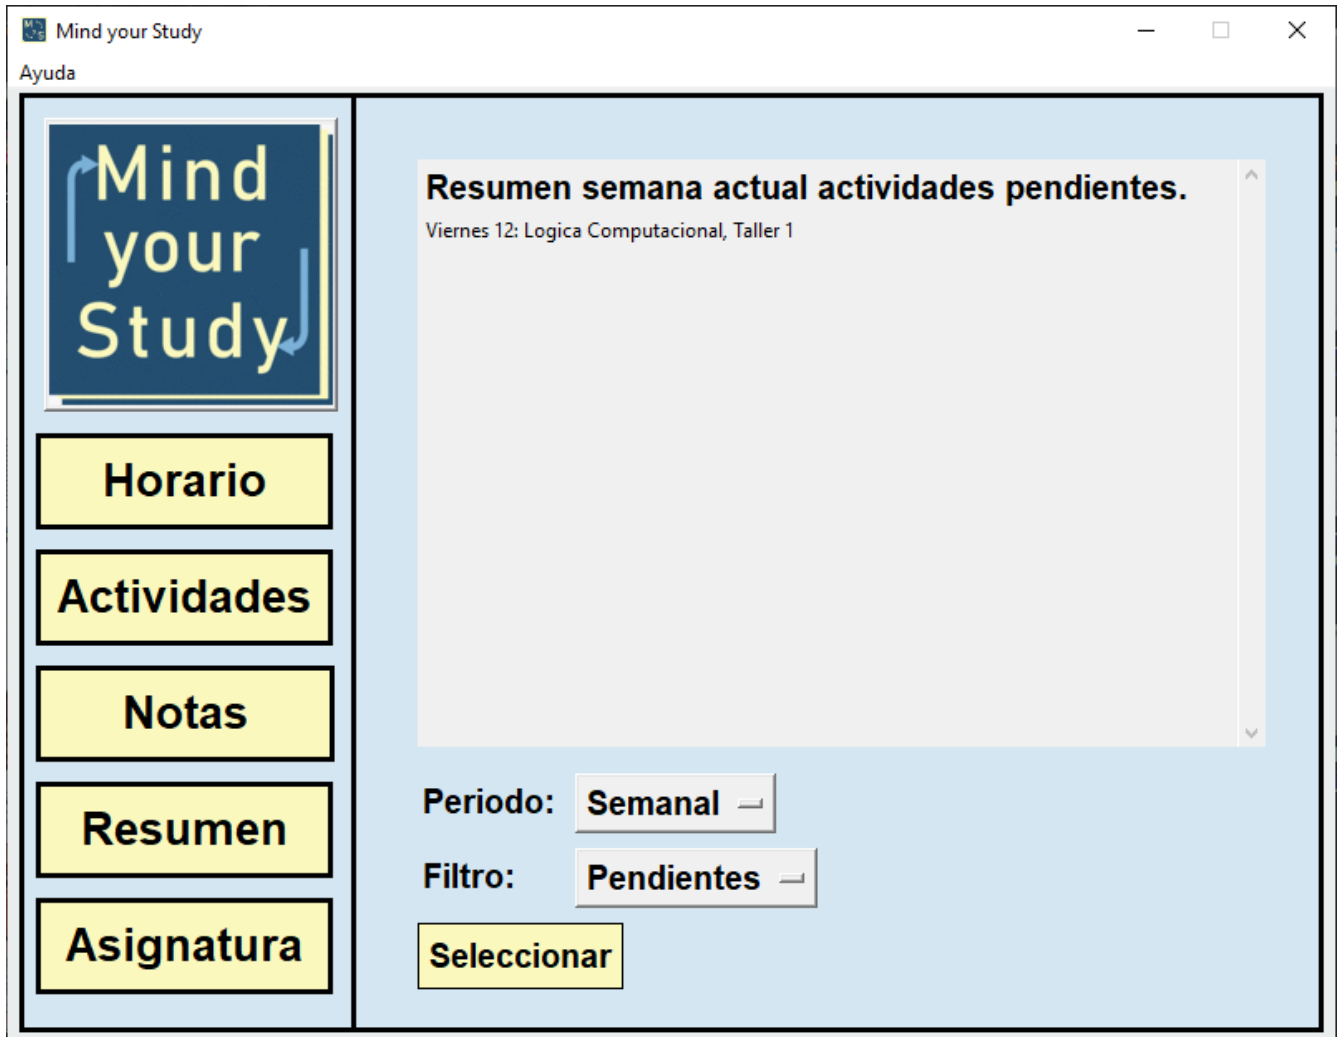 Mind your Study
Ayuda
Mind
your
Study
Horario
Actividades
Notas
Resumen
Asignatura
Resumen semana actual actividades pendientes.
Viernes 12: Logica Computacional, Taller 1
Periodo: Semanal
Filtro: Pendientes
Seleccionar